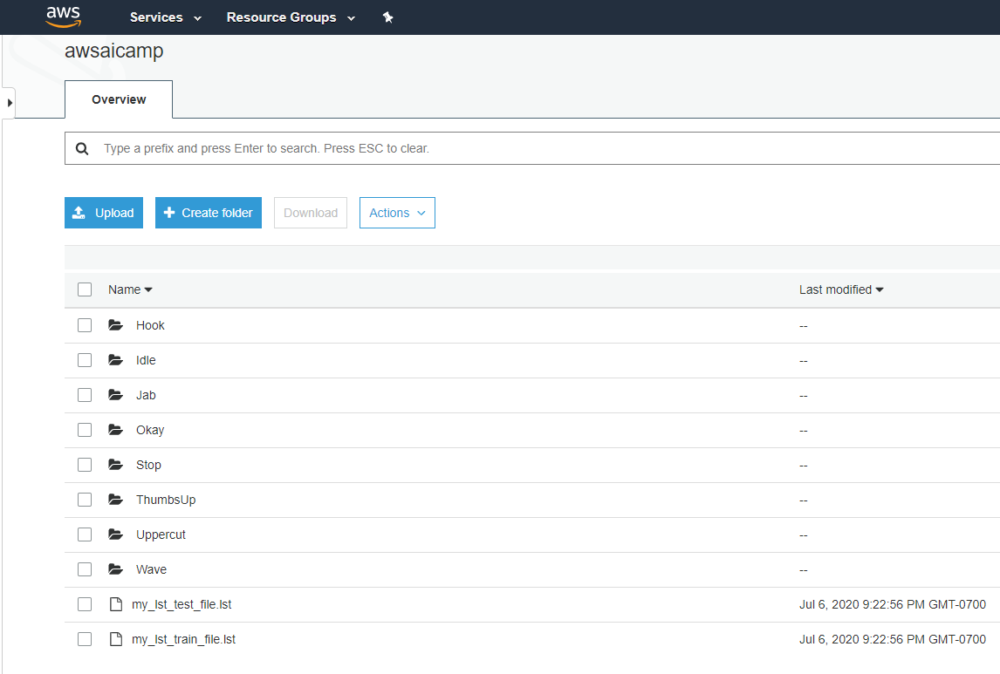 aws Services Resource Groups
awsaicamp
Overview
Type a prefix and press Enter to search. Press ESC to clear.
Upload Create folder Download Actions
Name Last modified
Hook --
Idle --
Jab --
Okay --
Stop --
ThumbsUp --
Uppercut --
Wave --
my_lst_test_file.lst Jul 6, 2020 9:22:56 PM GMT-0700
my_lst_train_file.lst Jul 6, 2020 9:22:56 PM GMT-0700